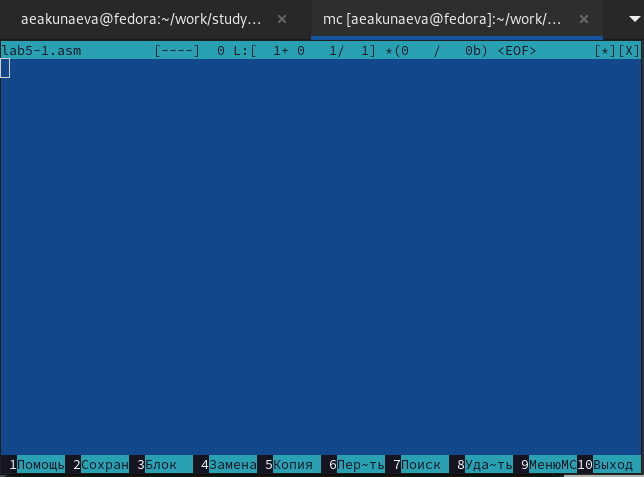 aeakunaeva@fedora:~/work/study… × mc [aeakunaeva@fedora]:~/work/… ×
lab5-1.asm [----] 0 L:[ 1+ 0 1/ 1] *(0 / 0b) <EOF> [*][X]
1Помощь 2Сохран 3Блок 4Замена 5Копия 6Пер~ть 7Поиск 8Уда~ть 9МенюMC 10Выход